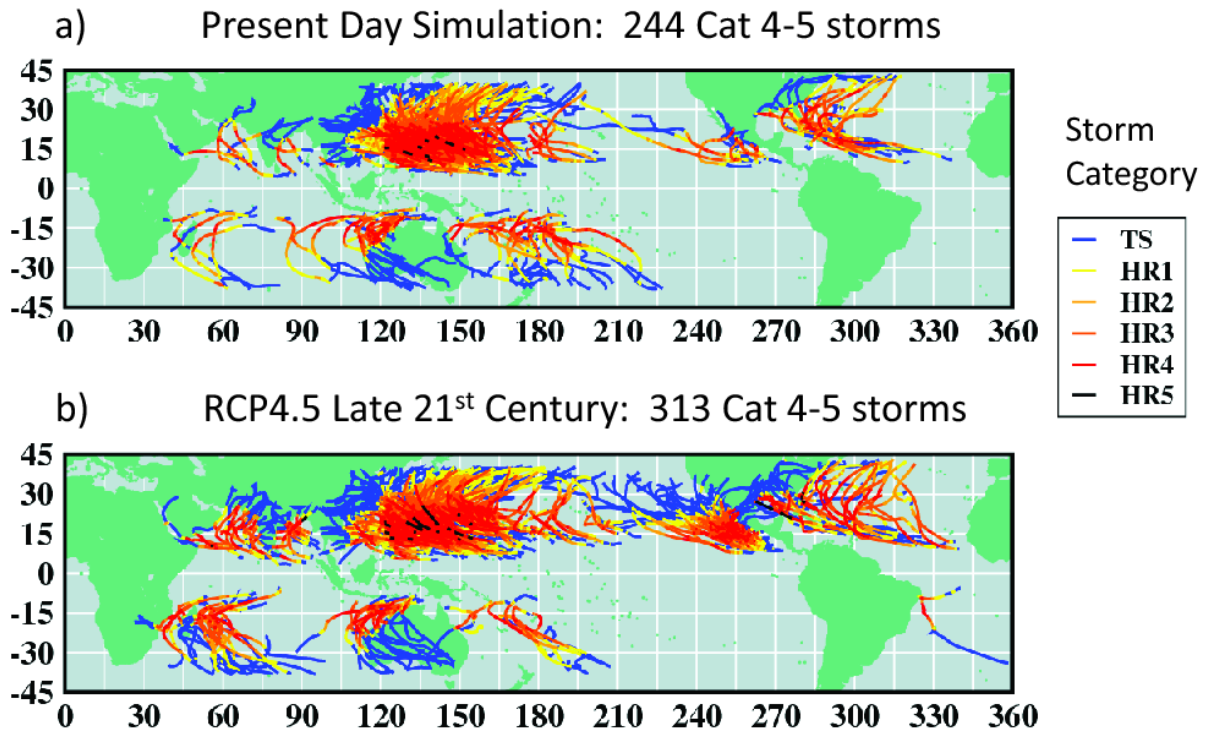 a) Present Day Simulation: 244 Cat 4-5 storms
45
30
15
0
-15
-30
-45
0 30 60 90 120 150 180 210 240 270 300 330 360
Storm
Category
TS
HR1
HR2
HR3
HR4
HR5
b) RCP4.5 Late 21st Century: 313 Cat 4-5 storms
45
30
15
0
-15
-30
-45
0 30 60 90 120 150 180 210 240 270 300 330 360